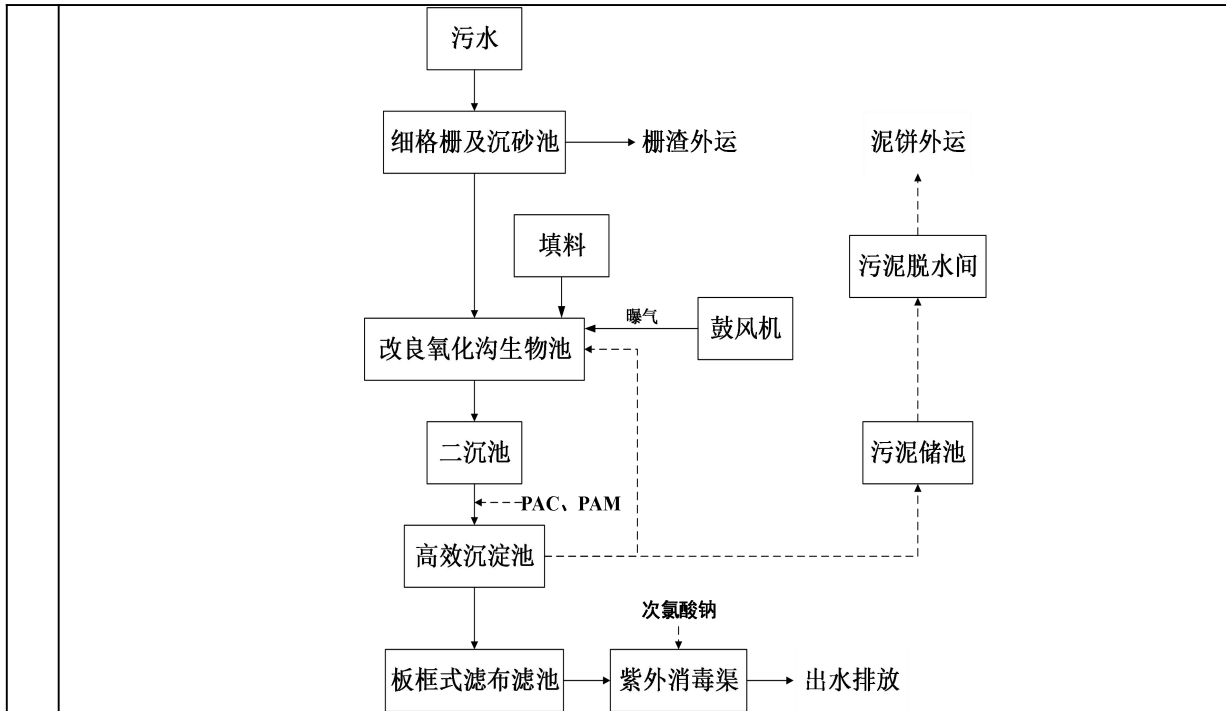 污水
细格栅及沉砂池
栅渣外运
泥饼外运
填料
污泥脱水间
曝气
鼓风机
改良氧化沟生物池
二沉池
污泥储池
PAC、PAM
高效沉淀池
次氯酸钠
板框式滤布滤池
紫外消毒渠
出水排放